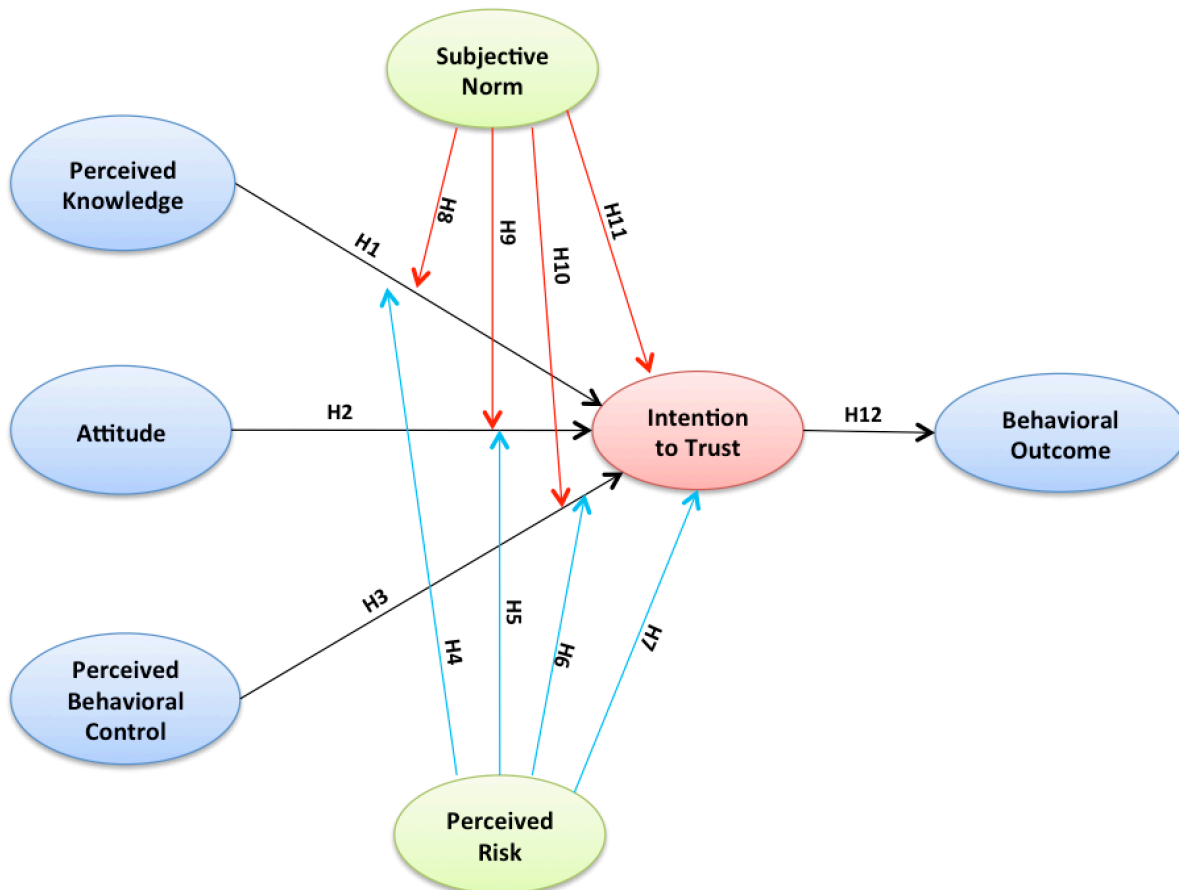 Subjective
Norm
Perceived
Knowledge
H1
H8
H9
H10
H11
Attitude
H2
Intention
to Trust
H12
Behavioral
Outcome
Perceived
Behavioral
Control
H3
H4
H5
H6
H7
Perceived
Risk